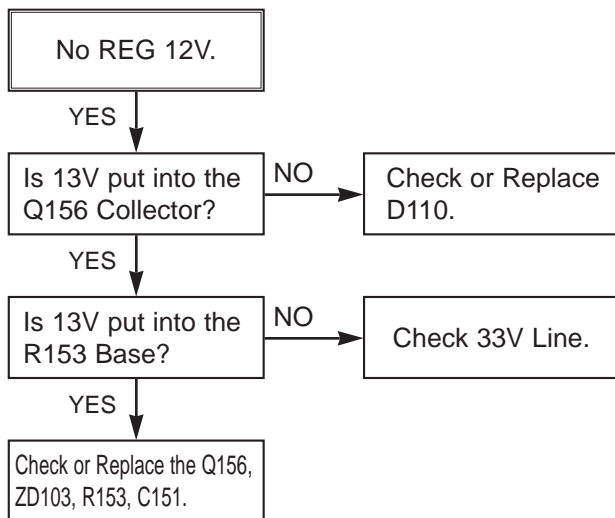 No REG 12V.
YES
Is 13V put into the
Q156 Collector?
NO
Check or Replace
D110.
YES
Is 13V put into the
R153 Base?
NO
Check 33V Line.
YES
Check or Replace the Q156,
ZD103, R153, C151.